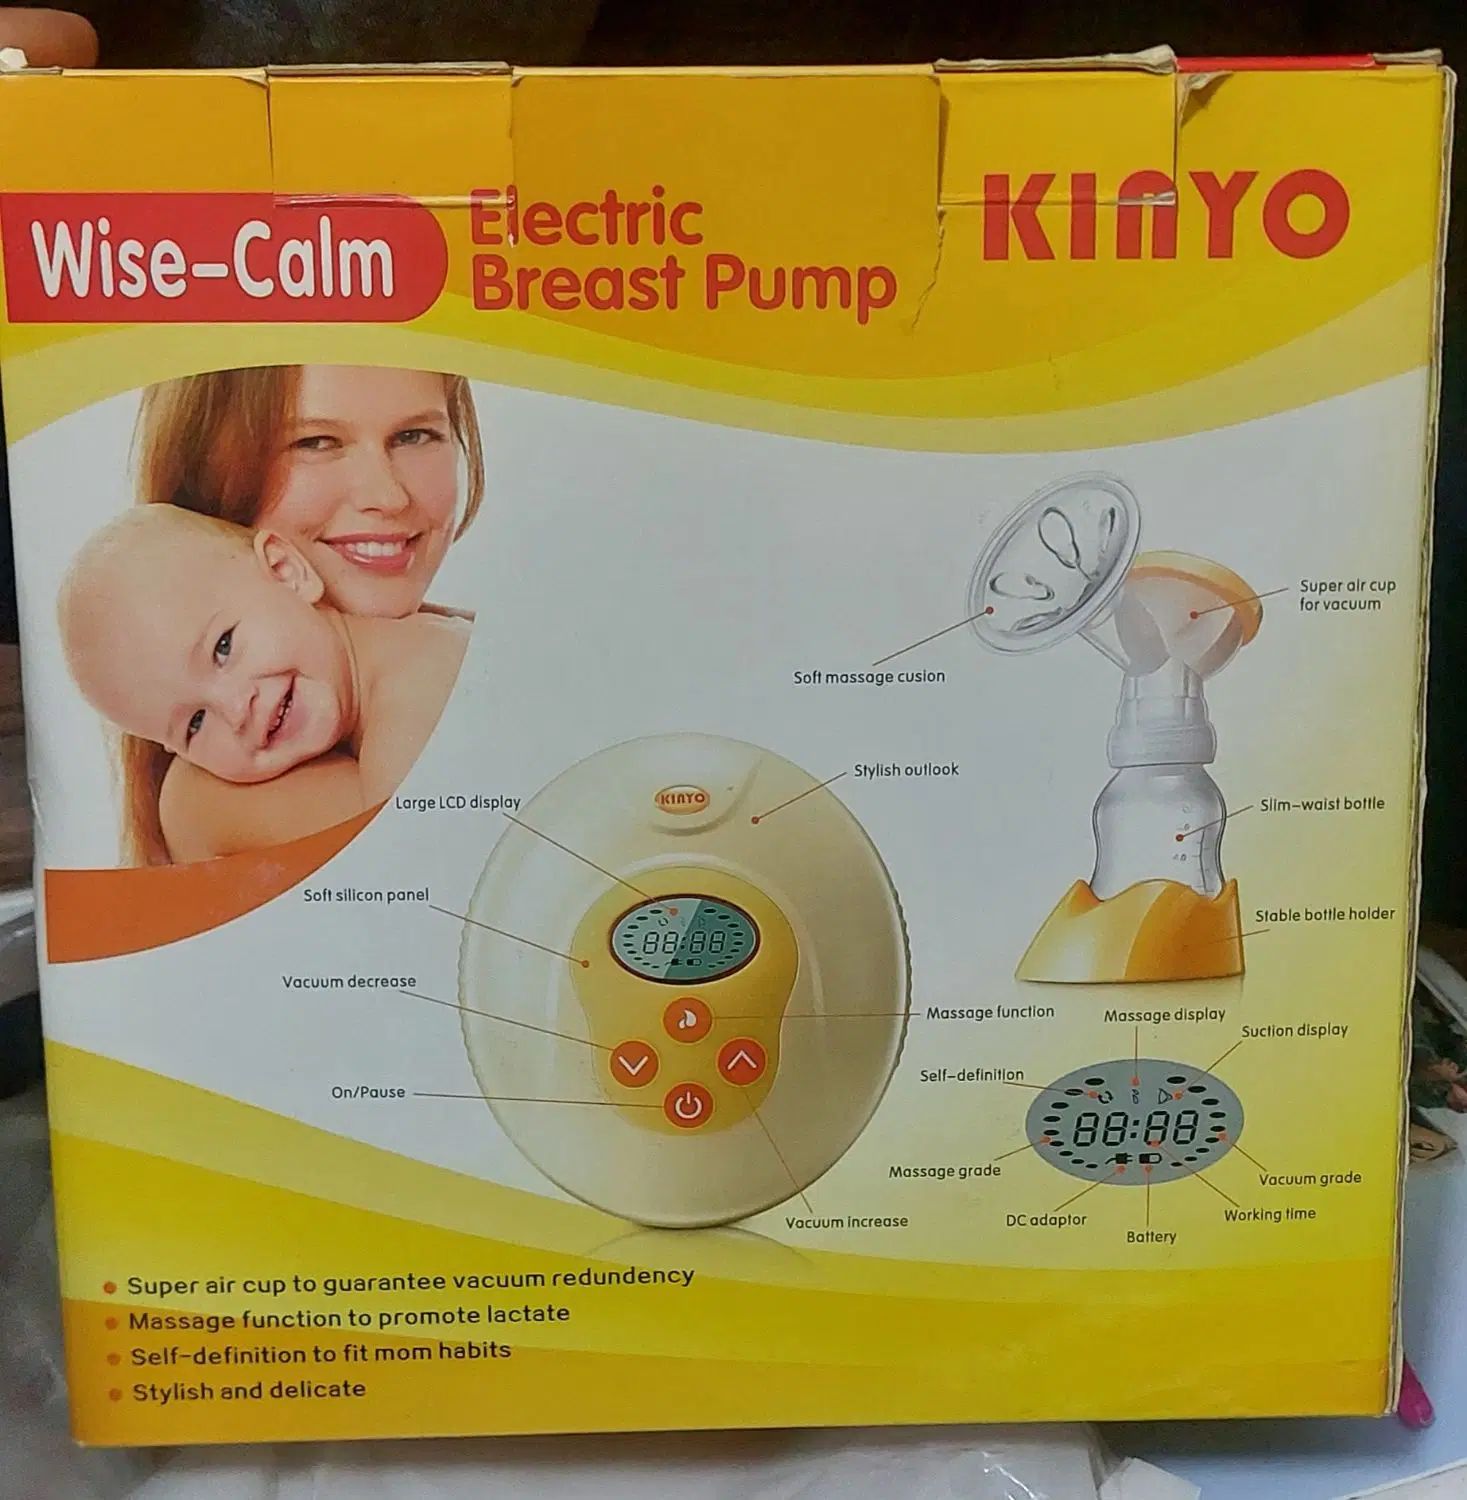 Wise-Calm
Electric
Breast Pump
KINYO
Super air cup
for vacuum
Soft massage cusion
Stylish outlook
KINYO
Large LCD display
Slim-waist bottle
Soft silicon panel
Stable bottle holder
88:88
Vacuum decrease
Massage function
Massage display
Suction display
Self-definition
On/Pause
88:88
Massage grade
Vacuum grade
Vacuum increase
DC adaptor
Working time
Battery
Super air cup to guarantee vacuum redundency
Massage function to promote lactate
Self-definition to fit mom habits
Stylish and delicate